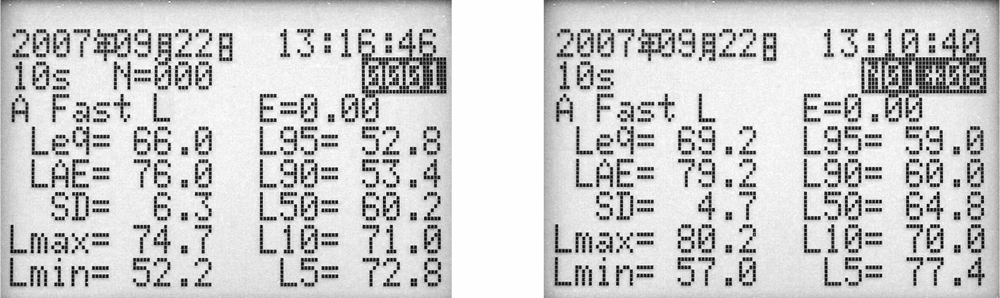 2007年09月22日 13:16:46
10s N=000 0001
A Fast L E=0.00
Leq= 66.0 L95= 52.8
LAE= 76.0 L90= 53.4
SD= 6.3 L50= 60.2
Lmax= 74.7 L10= 71.0
Lmin= 52.2 L5= 72.8
2007年09月22日 13:10:40
10s
A Fast L E=0.00
Leq= 69.2 L95= 59.0
LAE= 79.2 L90= 60.0
SD= 4.7 L50= 64.8
Lmax= 80.2 L10= 70.0
Lmin= 57.0 L5= 77.4